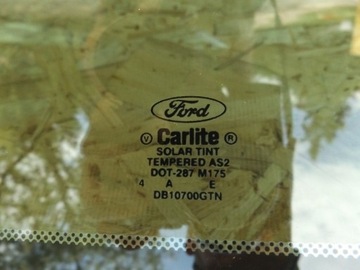 Ford
V Carlite R
SOLAR TINT
TEMPERED AS2
DOT-287 M175
4 A E
DB10700GTN